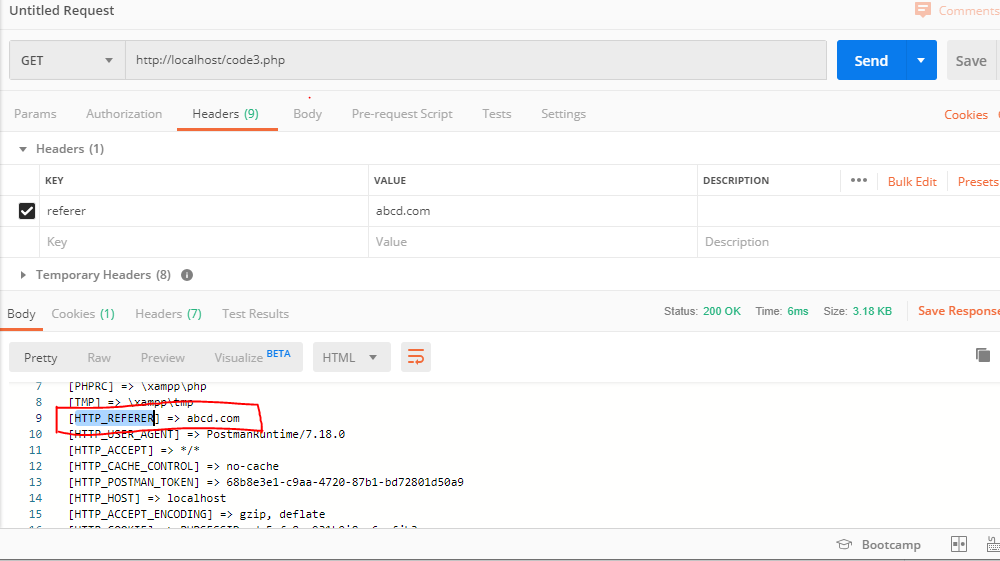 Untitled Request
Comments
GET
http://localhost/code3.php
Send
Save
Params Authorization Headers (9) Body Pre-request Script Tests Settings Cookies
Headers (1)
KEY VALUE DESCRIPTION ••• Bulk Edit Presets
referer abcd.com
Key Value Description
Temporary Headers (8)
Body Cookies (1) Headers (7) Test Results Status: 200 OK Time: 6ms Size: 3.18 KB Save Response
Pretty Raw Preview Visualize BETA HTML
7 [PHPRC] => \xampp\php
8 [TMP] => \xampp\tmp
9 [HTTP_REFERER] => abcd.com
10 [HTTP_USER_AGENT] => PostmanRuntime/7.18.0
11 [HTTP_ACCEPT] => */*
12 [HTTP_CACHE_CONTROL] => no-cache
13 [HTTP_POSTMAN_TOKEN] => 68b8e3e1-c9aa-4720-87b1-bd72801d50a9
14 [HTTP_HOST] => localhost
15 [HTTP_ACCEPT_ENCODING] => gzip, deflate
Bootcamp